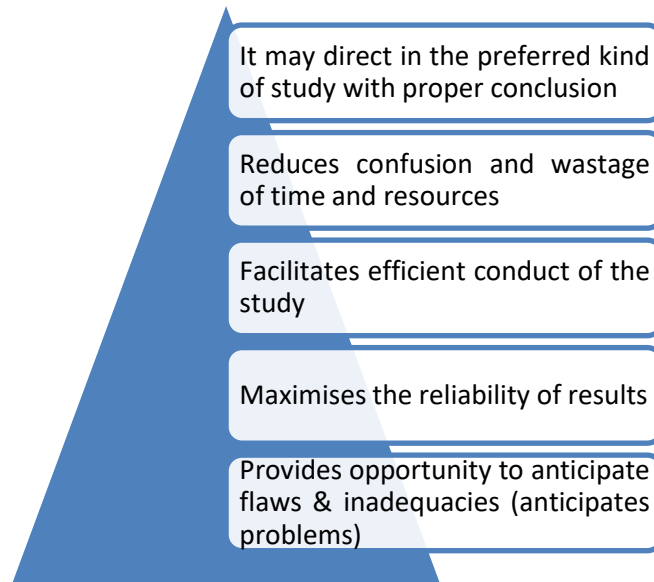 It may direct in the preferred kind
of study with proper conclusion
Reduces confusion and wastage
of time and resources
Facilitates efficient conduct of the
study
Maximises the reliability of results
Provides opportunity to anticipate
flaws & inadequacies (anticipates
problems)